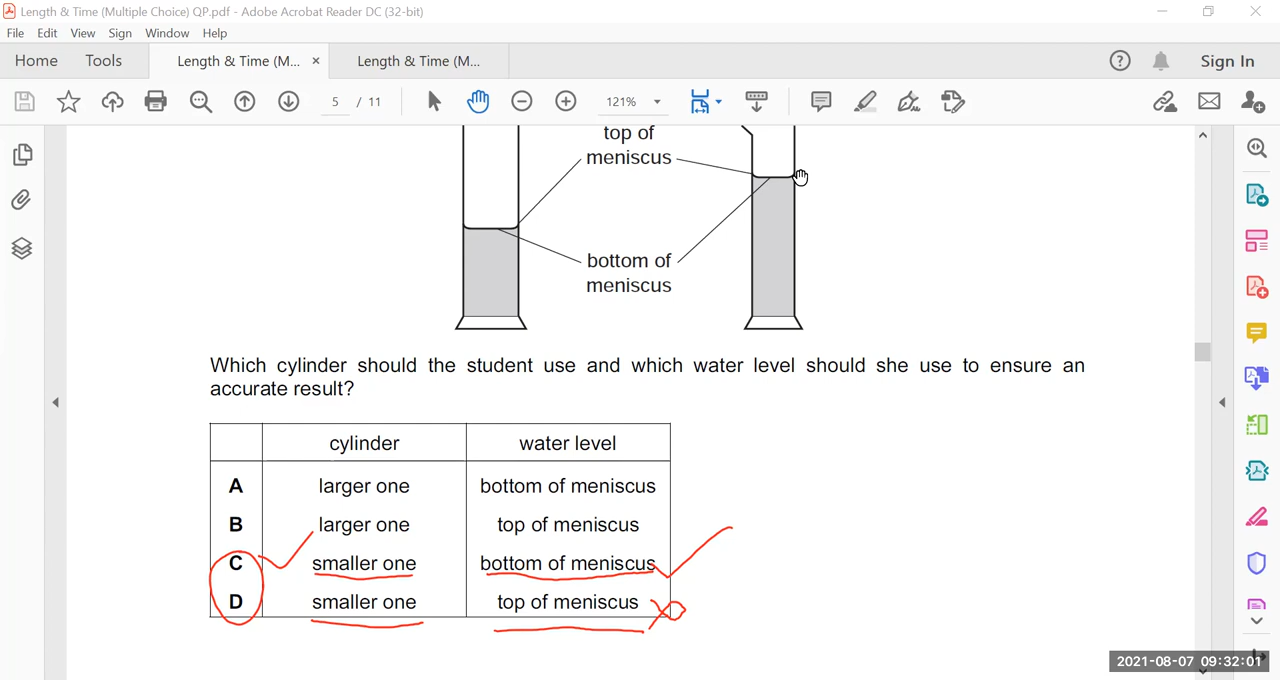 Length & Time (Multiple Choice) QP.pdf - Adobe Acrobat Reader DC (32-bit)
File Edit View Sign Window Help
Home Tools Length & Time (M... × Length & Time (M... ? Sign In
5 / 11 121%
top of
meniscus
bottom of
meniscus
Which cylinder should the student use and which water level should she use to ensure an
accurate result?
cylinder water level
A larger one bottom of meniscus
B larger one top of meniscus
C smaller one bottom of meniscus
D smaller one top of meniscus
2021-08-07 09:32:01